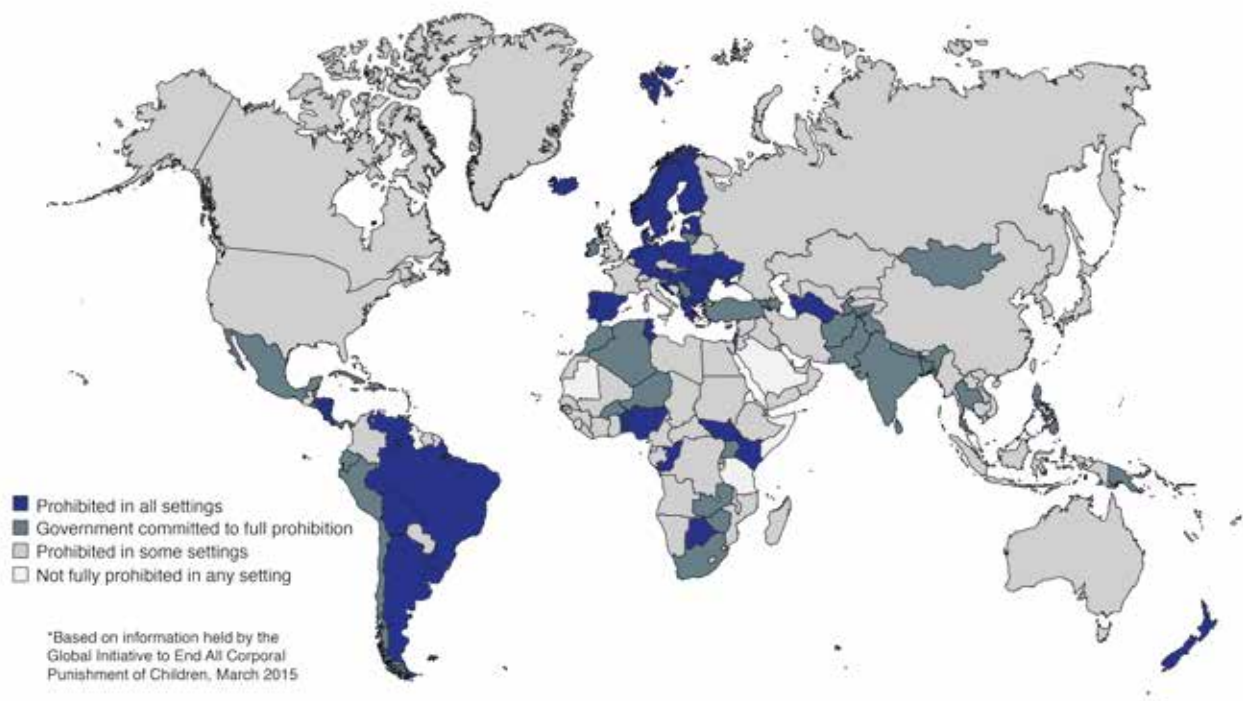 Prohibited in all settings
Government committed to full prohibition
Prohibited in some settings
Not fully prohibited in any setting
*Based on information held by the
Global Initiative to End All Corporal
Punishment of Children, March 2015